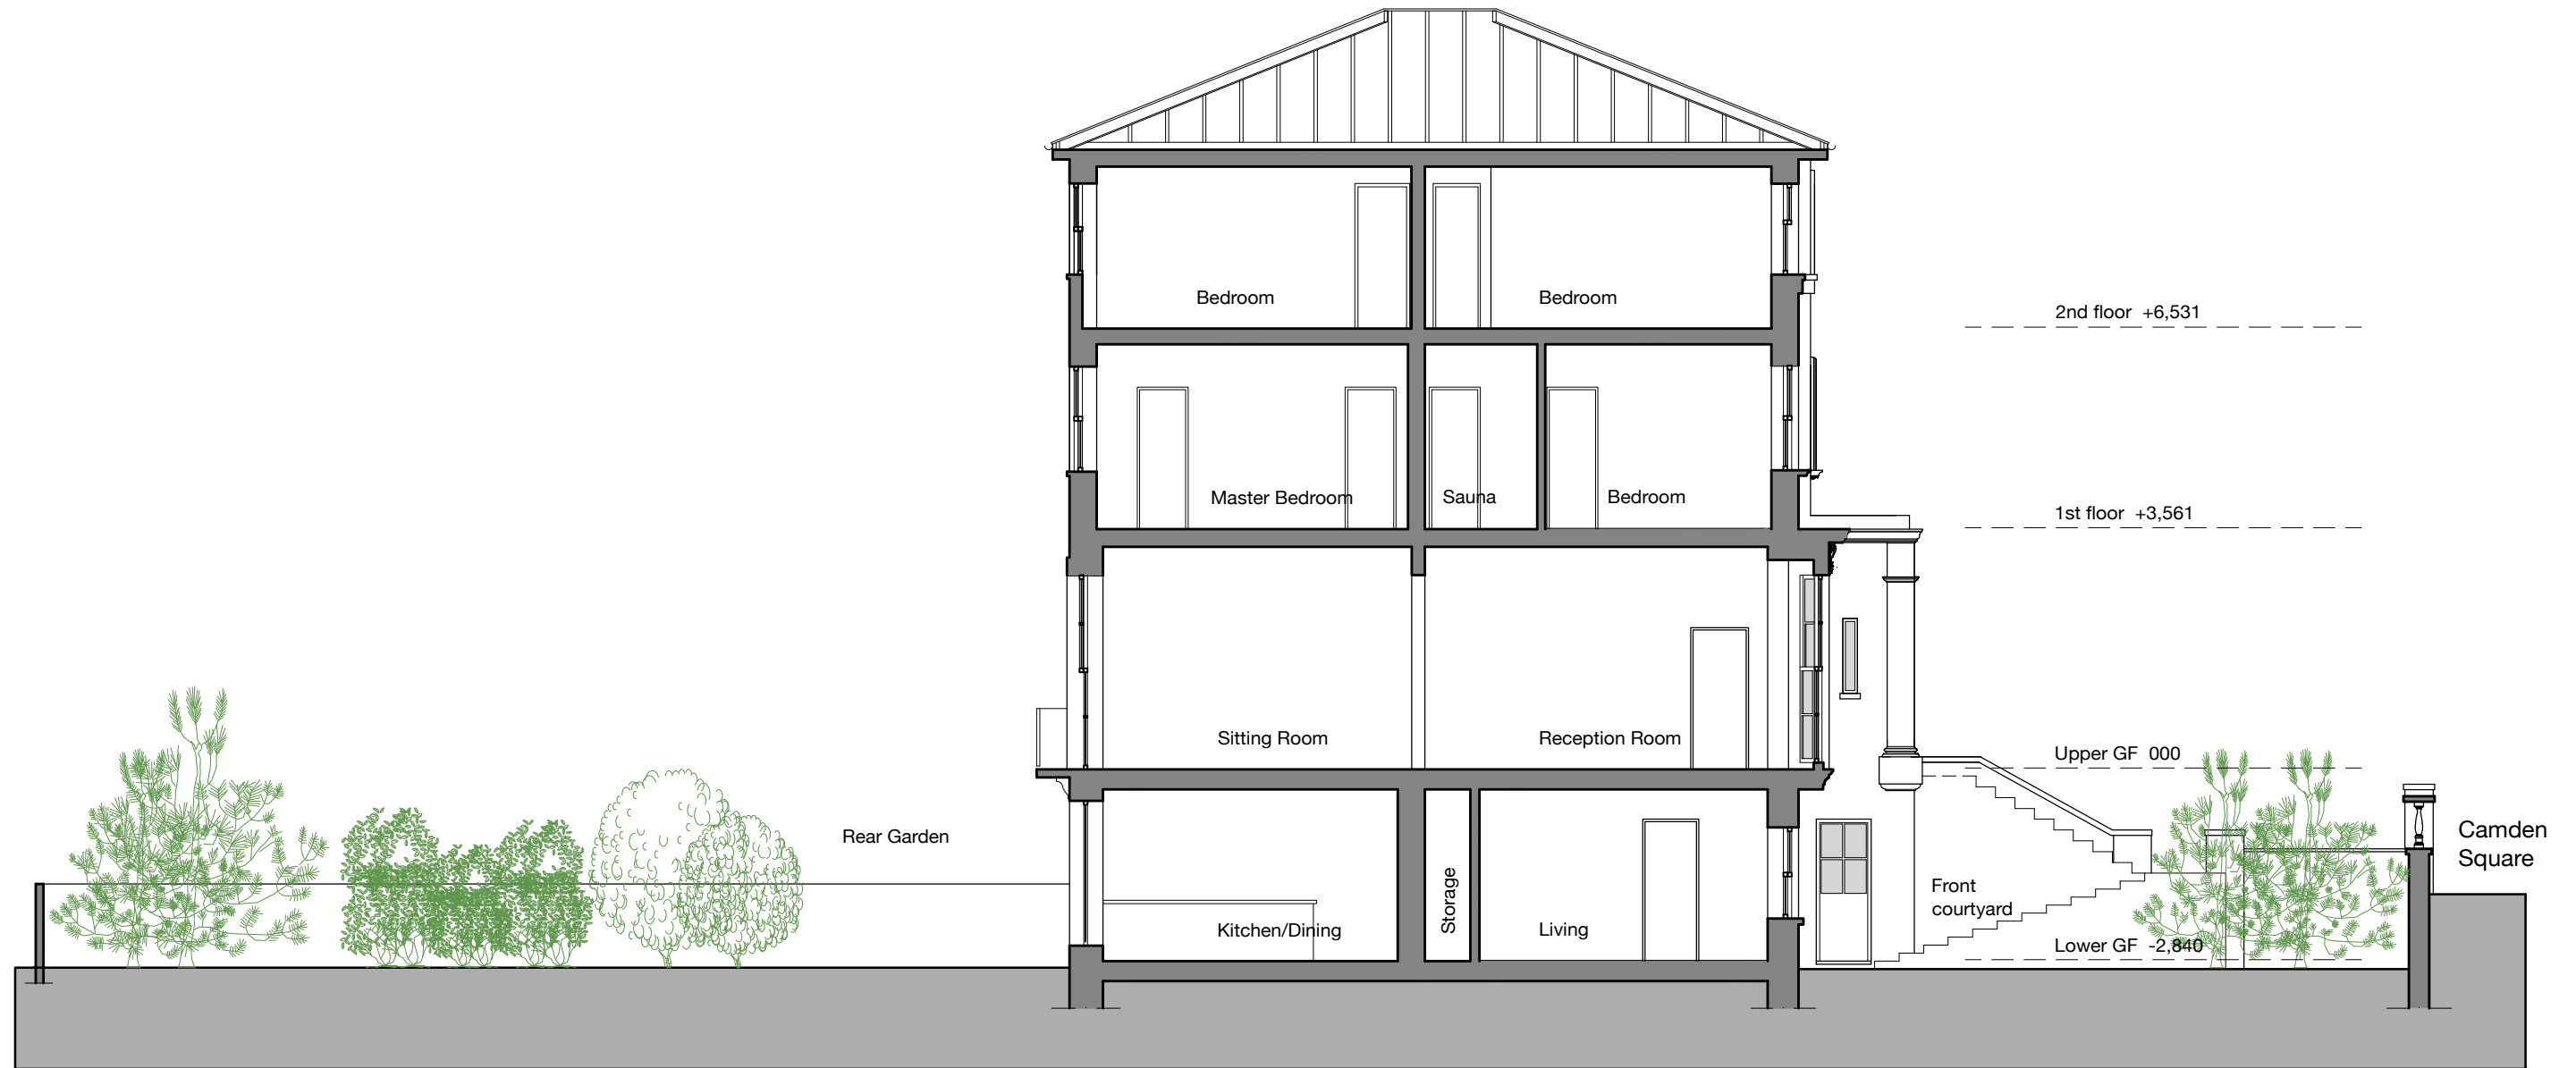 Bedroom
Bedroom
2nd floor +6,531
Master Bedroom
Sauna
Bedroom
1st floor +3,561
Sitting Room
Reception Room
Upper GF 000
Rear Garden
Camden
Square
Storage
Front
courtyard
Kitchen/Dining
Living
Lower GF -2,840